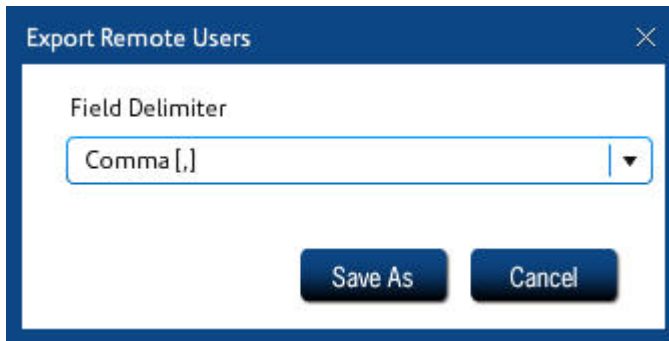 Export Remote Users
Field Delimiter
Comma [,]
Save As Cancel